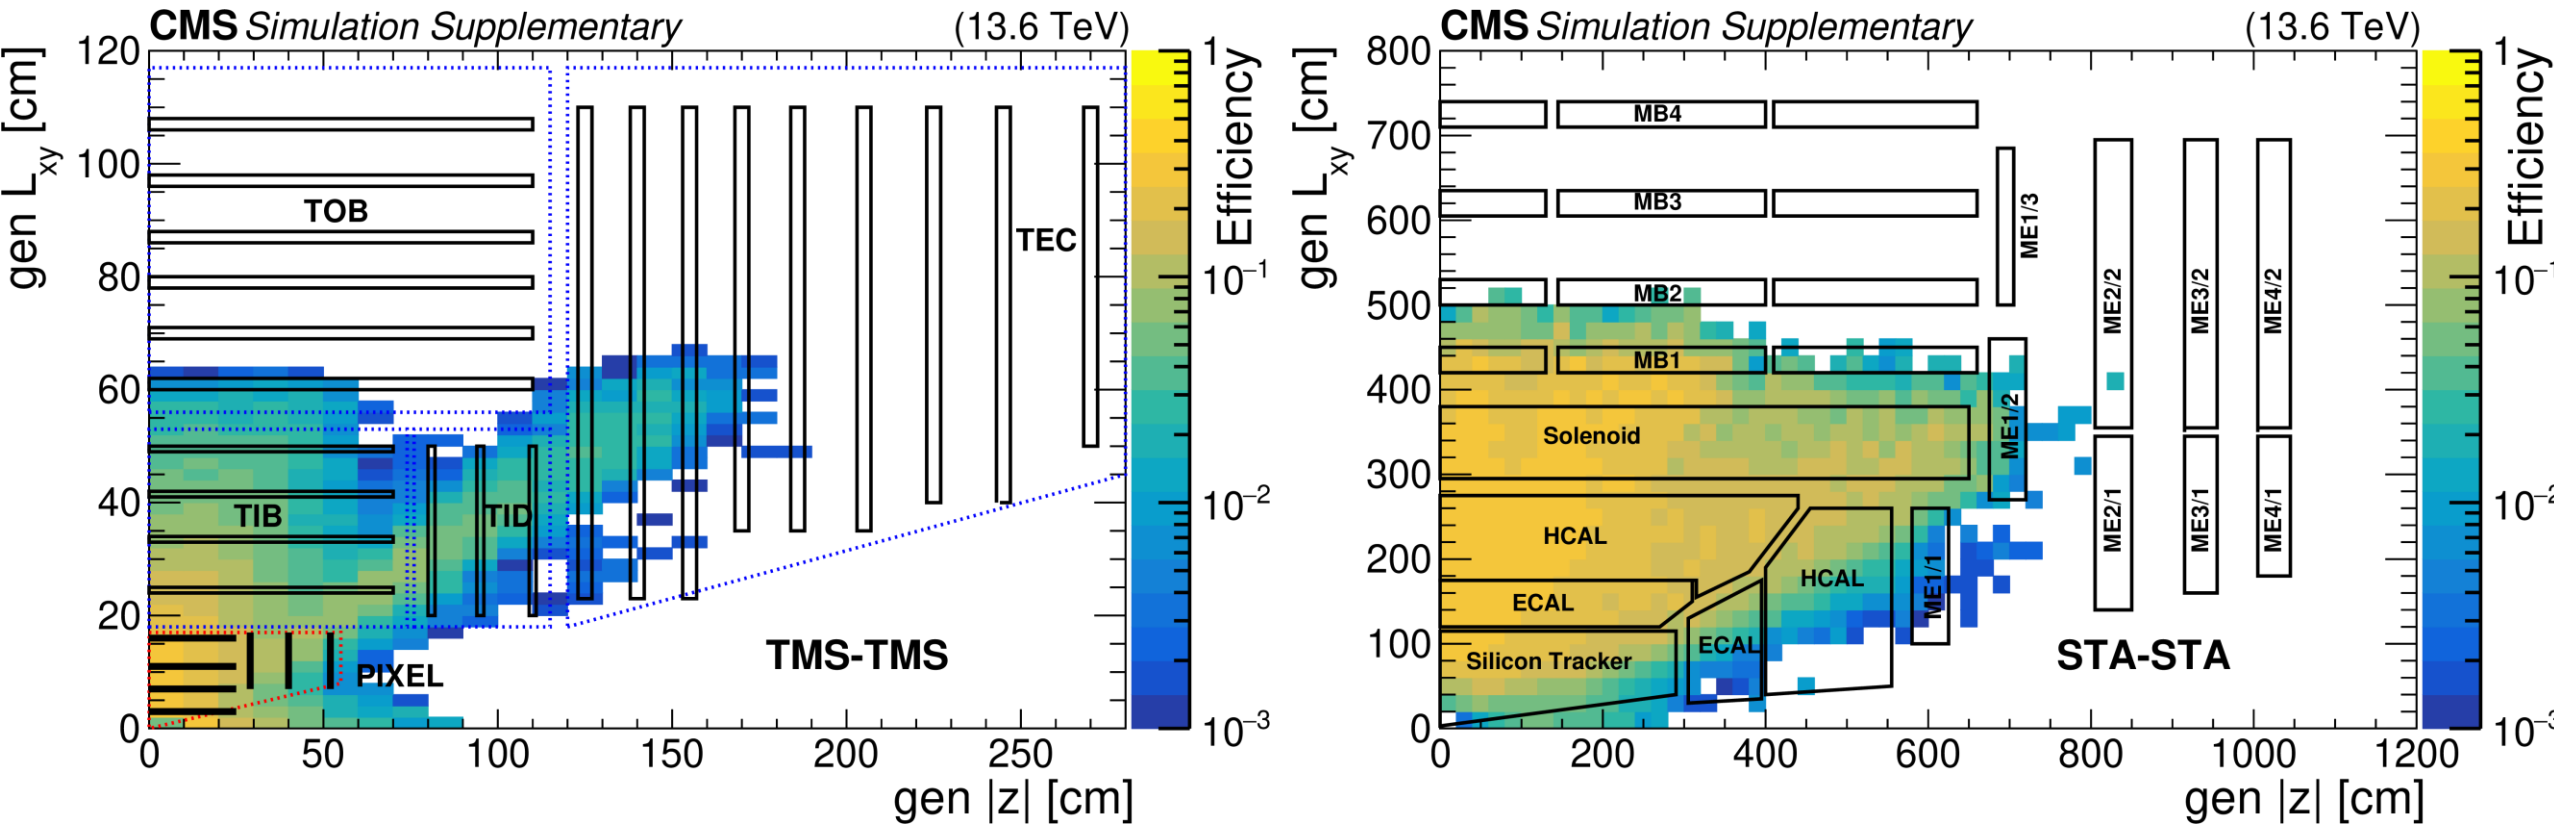 CMS Simulation Supplementary (13.6 TeV)
gen L_xy [cm]
120
100
80
60
40
20
0
TOB
TEC
TIB
TID
PIXEL
TMS-TMS
0 50 100 150 200 250
gen |z| [cm]
Efficiency
1
10⁻¹
10⁻²
10⁻³
CMS Simulation Supplementary (13.6 TeV)
gen L_xy [cm]
800
700
600
500
400
300
200
100
0
MB4
MB3
MB2
MB1
ME1/3
ME2/2
ME3/2
ME4/2
Solenoid
ME1/2
HCAL
HCAL
ECAL
ECAL
ME1/1
ME2/1
ME3/1
ME4/1
Silicon Tracker
STA-STA
0 200 400 600 800 1000 1200
gen |z| [cm]
Efficiency
1
10⁻¹
10⁻²
10⁻³